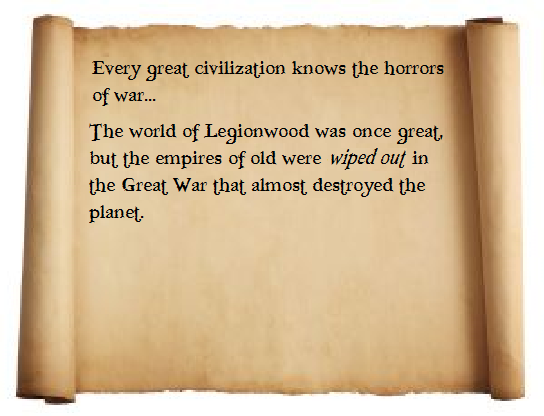 Every great civilization knows the horrors
of war...
The world of Legionwood was once great,
but the empires of old were wiped out in
the Great War that almost destroyed the
planet.